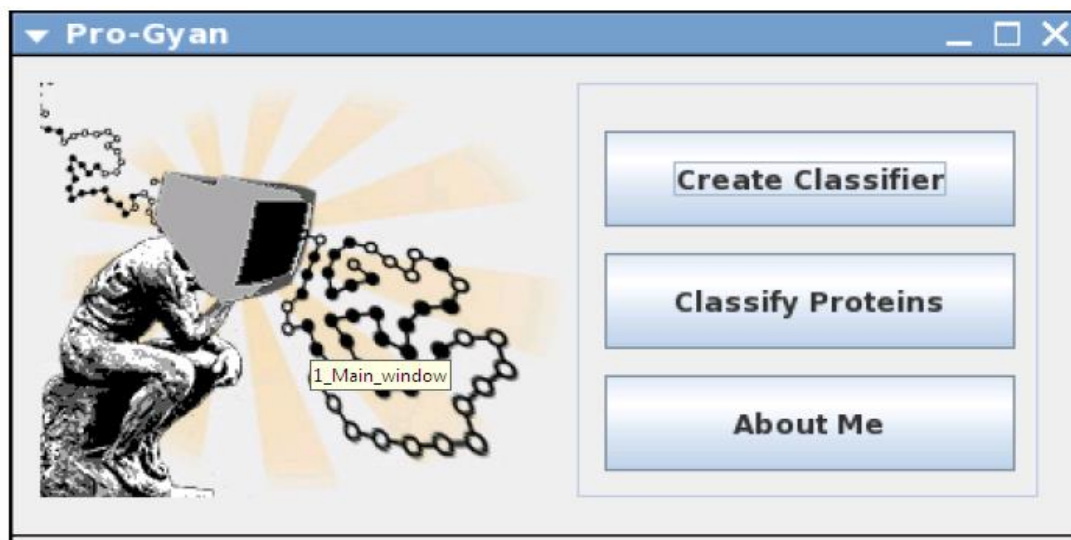 Pro-Gyan
Create Classifier
Classify Proteins
1_Main_window
About Me